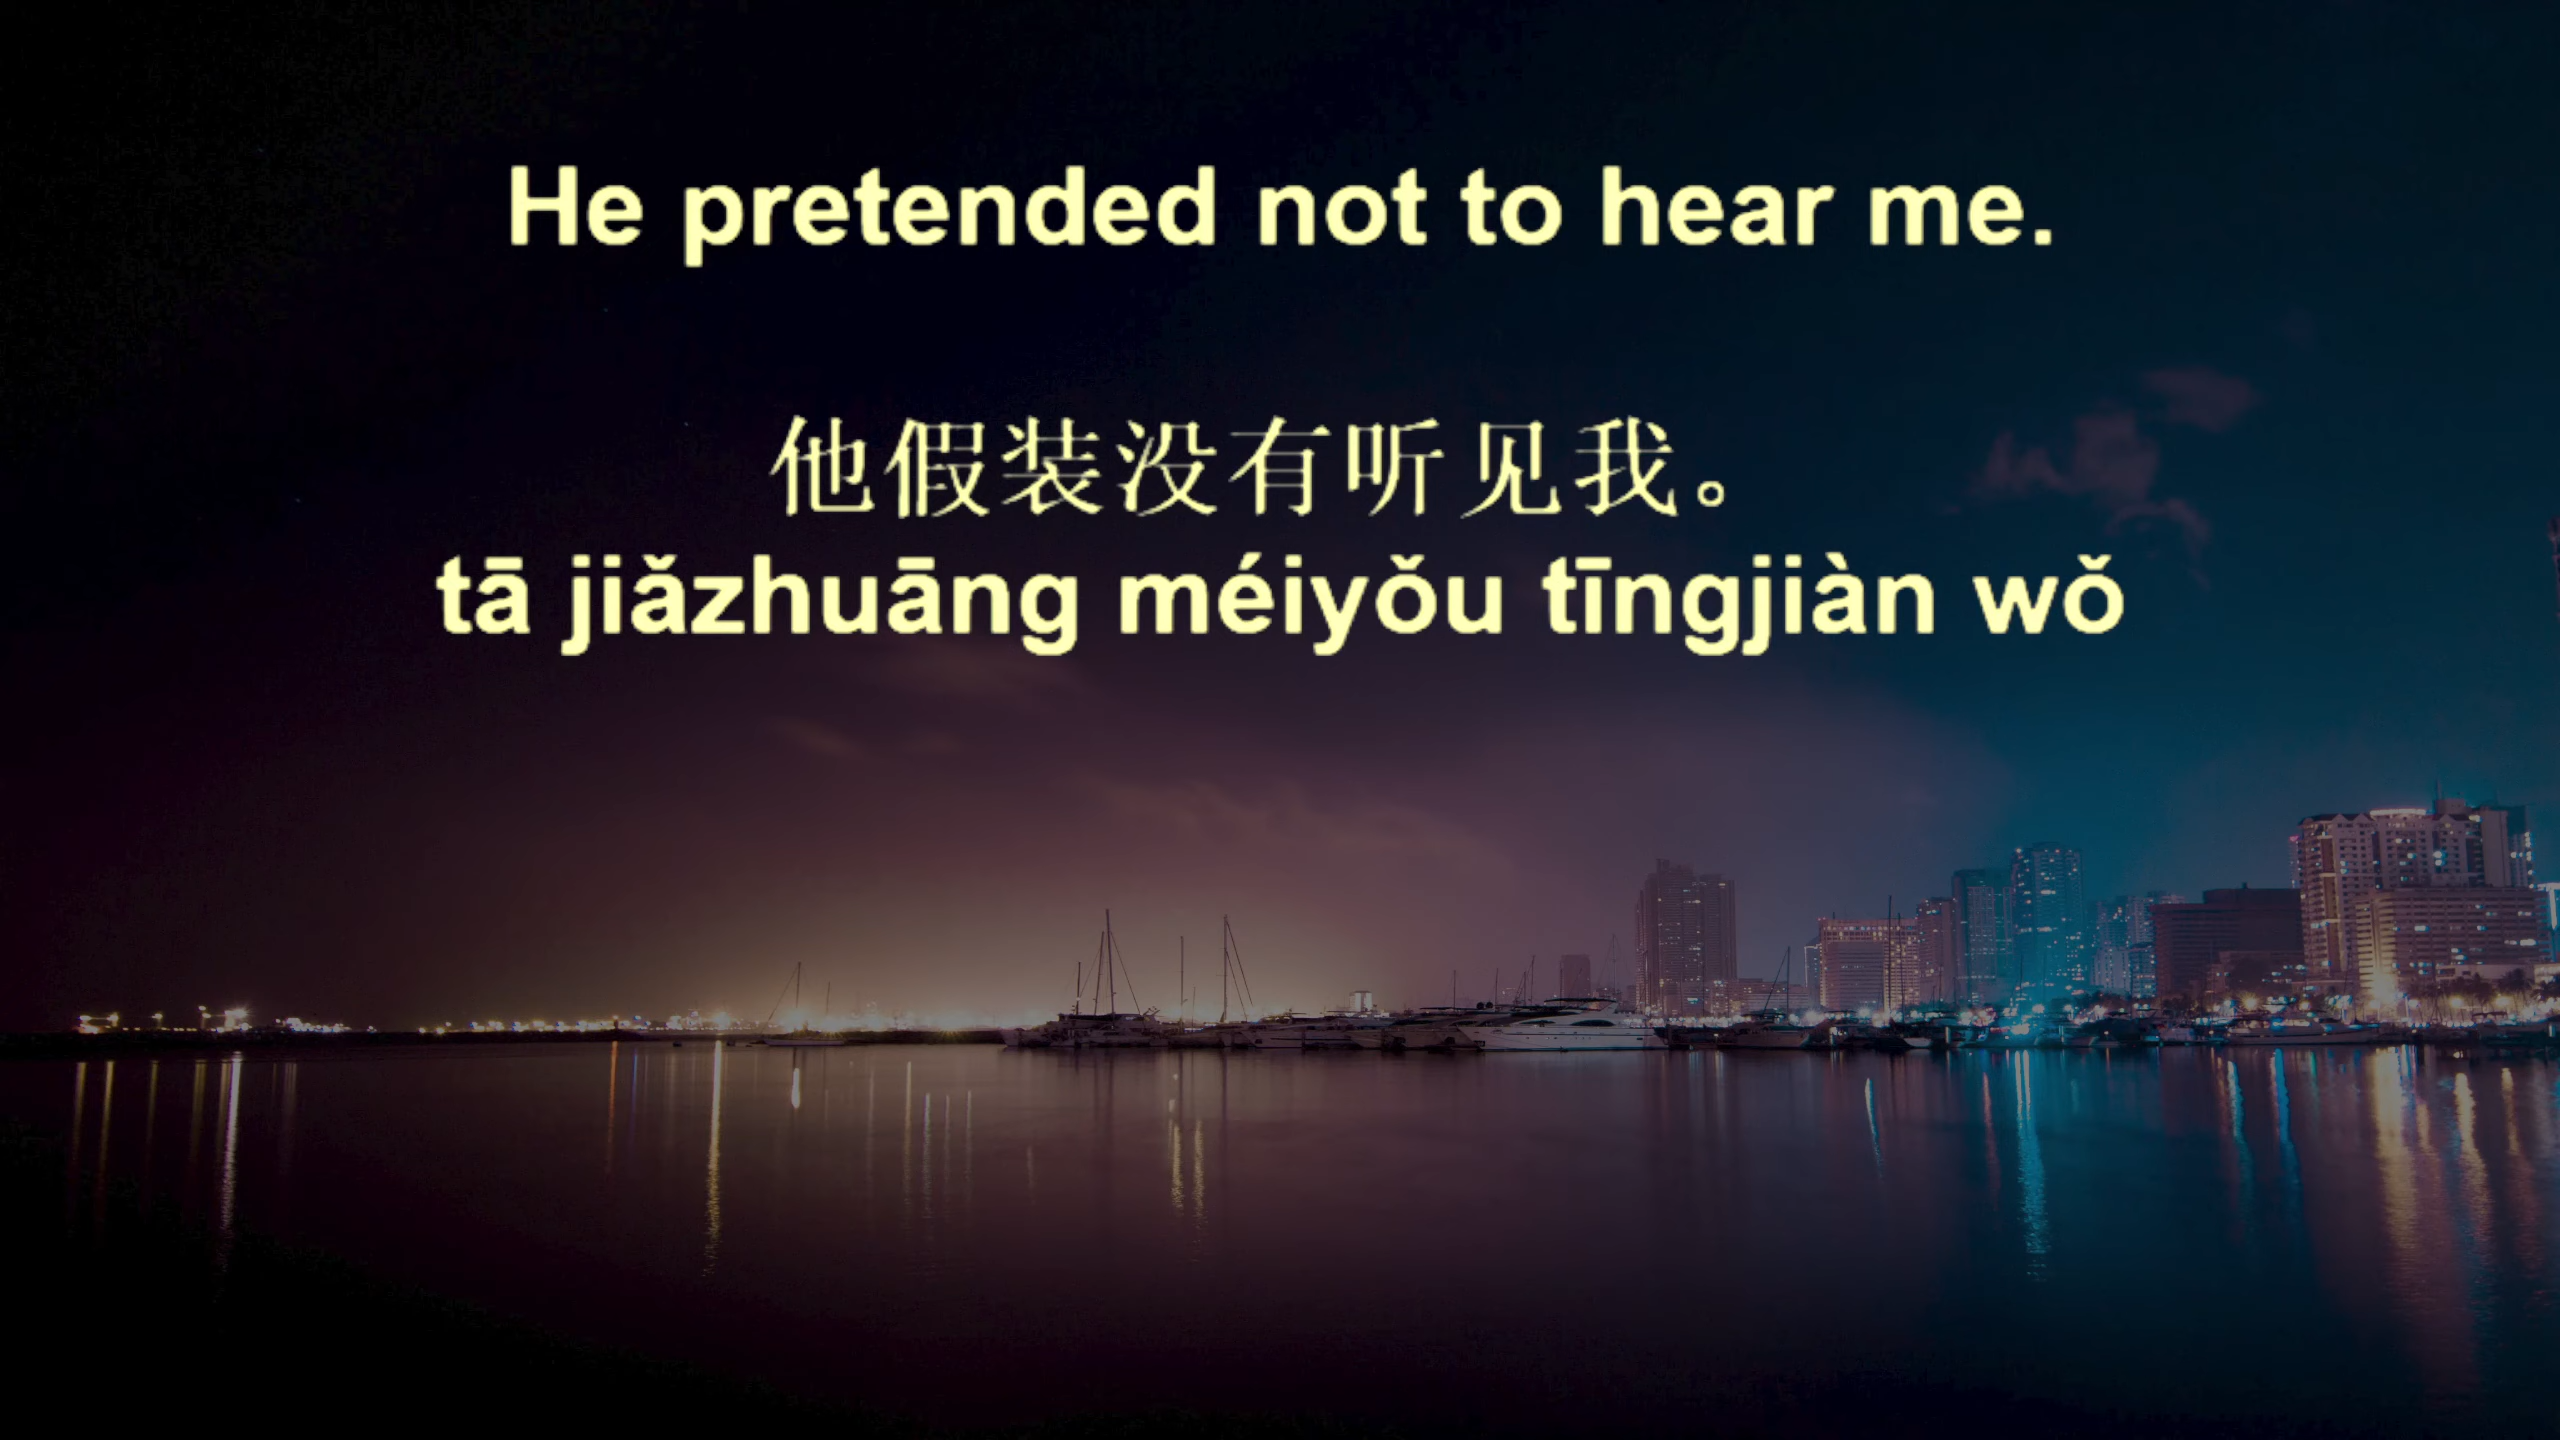 He pretended not to hear me.
他假装没有听见我。
tā jiǎzhuāng méiyǒu tīngjiàn wǒ